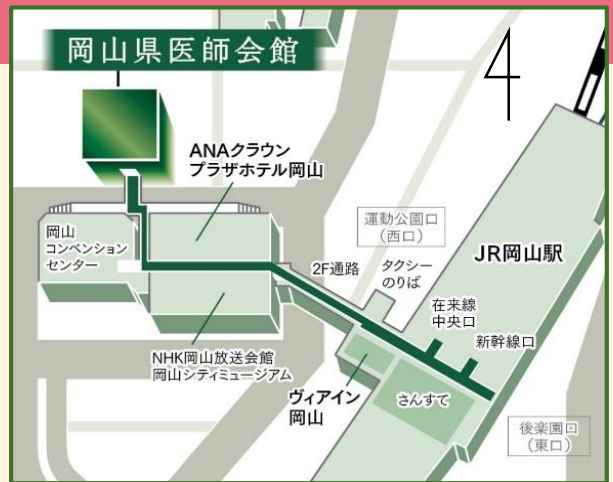 岡山県医師会館
ANAクラウン
プラザホテル岡山
岡山
コンベンション
センター
運動公園口
(西口)
2F通路
タクシー
のりば
JR岡山駅
在来線
中央口
新幹線口
NHK岡山放送会館
岡山シティミュージアム
ヴィアイン
岡山
さんすて
後楽園口
(東口)